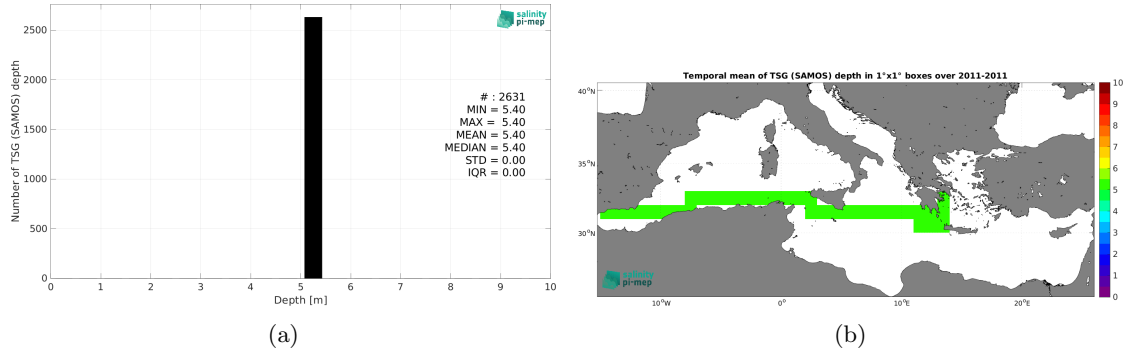 2500
2000
1500
1000
500
0
Number of TSG (SAMOS) depth
0 1 2 3 4 5 6 7 8 9 10
Depth [m]
salinity
pi-mep
# : 2631
MIN = 5.40
MAX = 5.40
MEAN = 5.40
MEDIAN = 5.40
STD = 0.00
IQR = 0.00
(a)
Temporal mean of TSG (SAMOS) depth in 1°x1° boxes over 2011-2011
40°N
35°N
30°N
10°W 0° 10°E 20°E
salinity
pi-mep
10
9
8
7
6
5
4
3
2
1
0
(b)